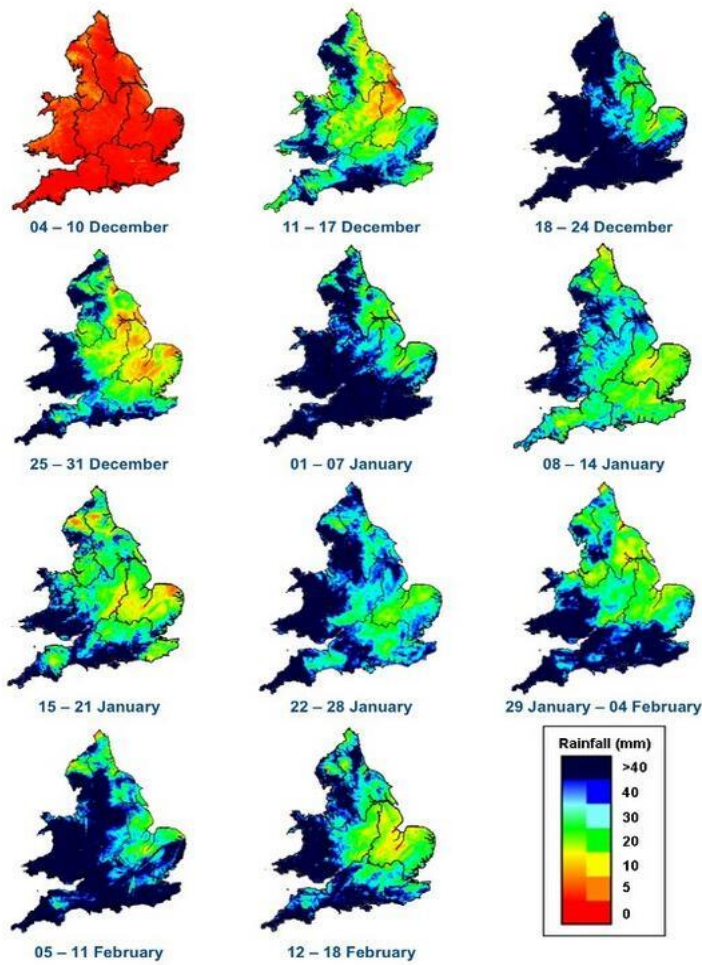 04 – 10 December
11 – 17 December
18 – 24 December
25 – 31 December
01 – 07 January
08 – 14 January
15 – 21 January
22 – 28 January
29 January – 04 February
05 – 11 February
12 – 18 February
Rainfall (mm)
>40
40
30
20
10
5
0